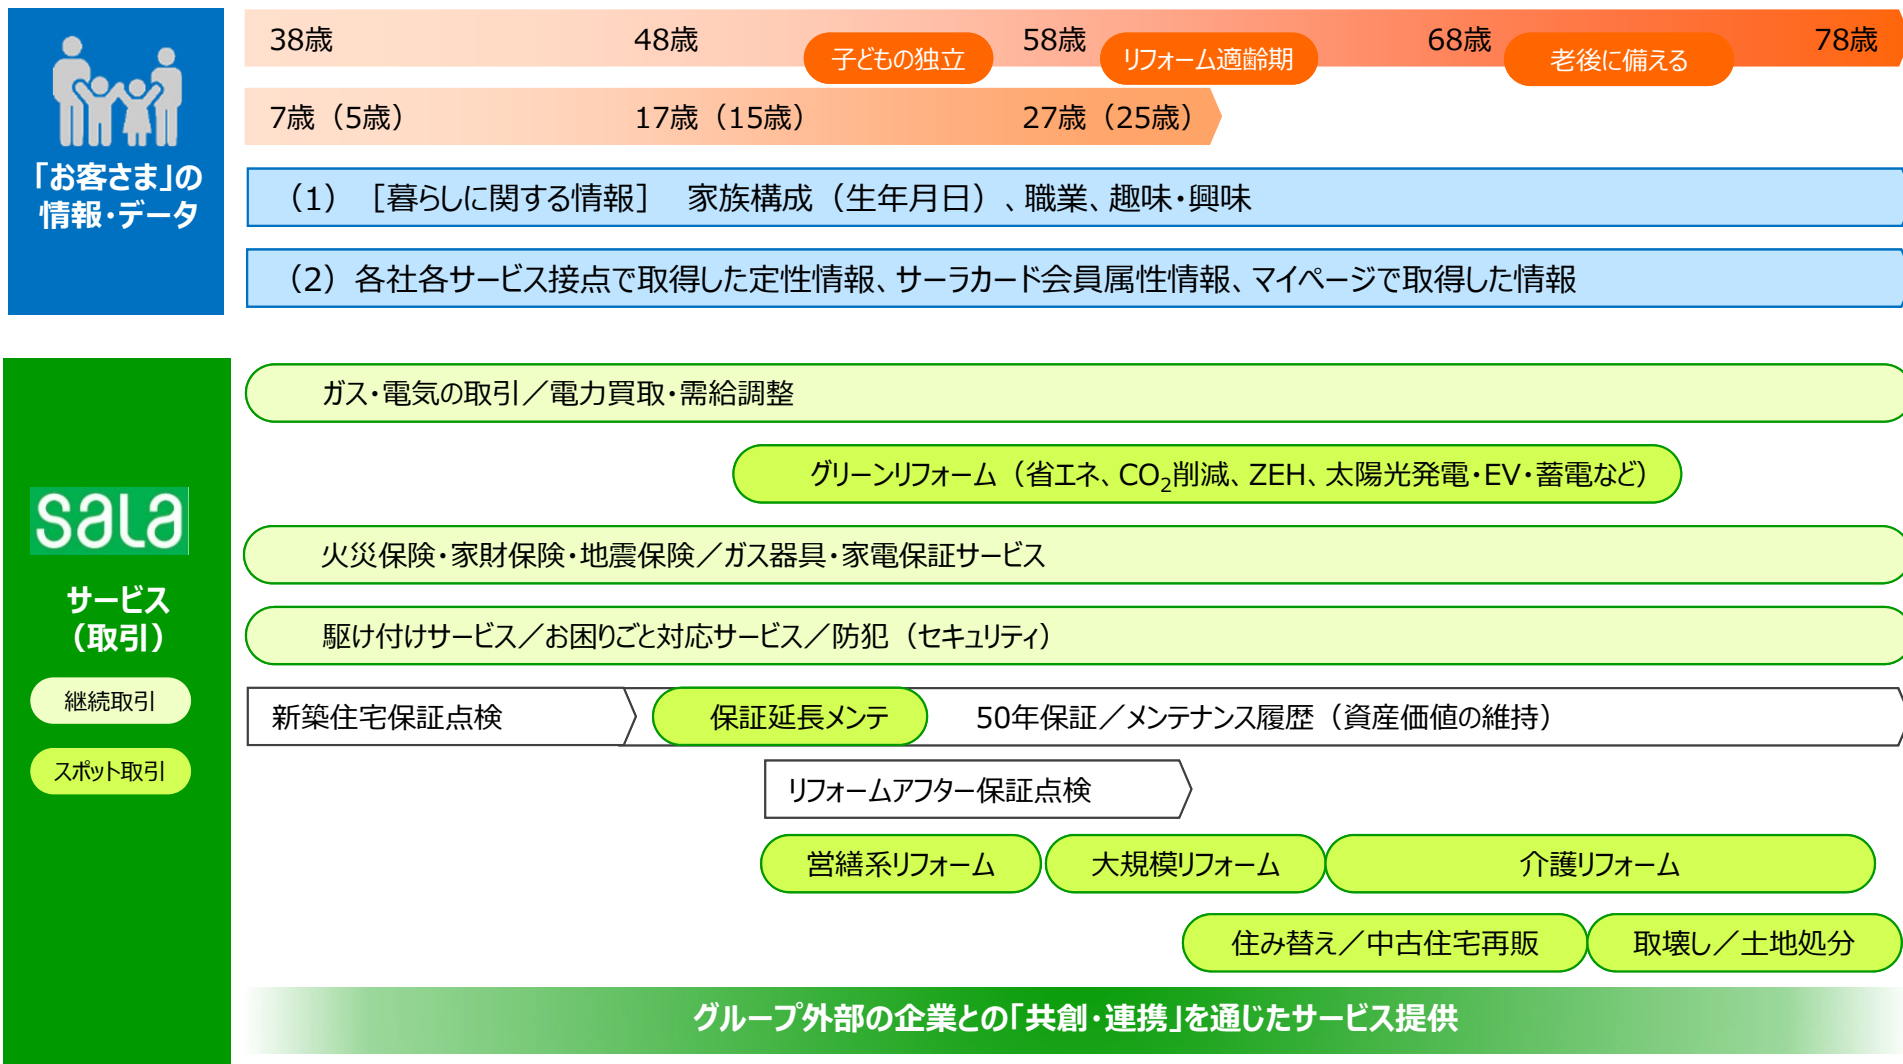 「お客さま」の
情報・データ
38歳 48歳 58歳 68歳 78歳
子どもの独立 リフォーム適齢期 老後に備える
7歳（5歳） 17歳（15歳） 27歳（25歳）
（1）［暮らしに関する情報］ 家族構成（生年月日）、職業、趣味・興味
（2）各社各サービス接点で取得した定性情報、サーラカード会員属性情報、マイページで取得した情報
sala
サービス
（取引）
継続取引
スポット取引
ガス・電気の取引／電力買取・需給調整
グリーンリフォーム（省エネ、CO₂削減、ZEH、太陽光発電・EV・蓄電など）
火災保険・家財保険・地震保険／ガス器具・家電保証サービス
駆け付けサービス／お困りごと対応サービス／防犯（セキュリティ）
新築住宅保証点検 保証延長メンテ 50年保証／メンテナンス履歴（資産価値の維持）
リフォームアフター保証点検
営繕系リフォーム 大規模リフォーム 介護リフォーム
住み替え／中古住宅再販 取壊し／土地処分
グループ外部の企業との「共創・連携」を通じたサービス提供